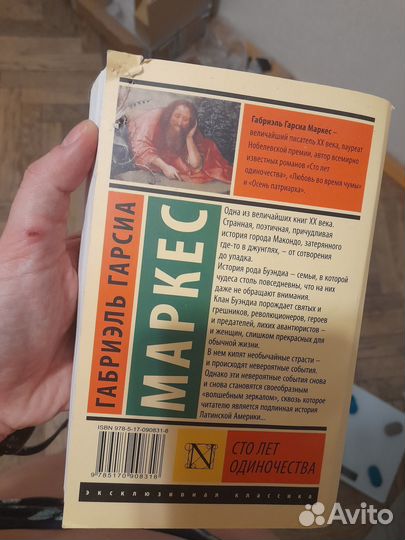 Габриэль Гарсиа Маркес –
величайший писатель XX века, лауреат
Нобелевской премии, автор всемирно
известных романов «Сто лет
одиночества», «Любовь во время чумы»
и «Осень патриарха».
ГАБРИЭЛЬ ГАРСИА
МАРКЕС
Одна из величайших книг XX века.
Странная, поэтичная, причудливая
история города Макондо, затерянного
где-то в джунглях, – от сотворения
до упадка.
История рода Буэндиа – семьи, в которой
чудеса столь повседневны, что на них
даже не обращают внимания.
Клан Буэндиа порождает святых и
грешников, революционеров, героев
и предателей, лихих авантюристов –
и женщин, слишком прекрасных для
обычной жизни.
В нем кипят необычайные страсти –
и происходят невероятные события.
Однако эти невероятные события снова
и снова становятся своеобразным
«волшебным зеркалом», сквозь которое
читателю является подлинная история
Латинской Америки...
ISBN 978-5-17-090831-8
9 785170 908318
N
СТО ЛЕТ
ОДИНОЧЕСТВА
эксклюзивная классика
Avito